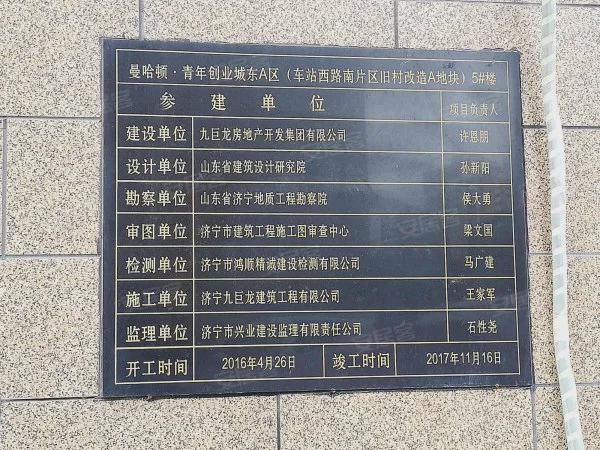 曼哈顿·青年创业城东A区（车站西路南片区旧村改造A地块）5#楼
参建单位 项目负责人
建设单位 九巨龙房地产开发集团有限公司 许恩朋
设计单位 山东省建筑设计研究院 孙新阳
勘察单位 山东省济宁地质工程勘察院 侯大勇
审图单位 济宁市建筑工程施工图审查中心 梁文国
检测单位 济宁市鸿顺精诚建设检测有限公司 马广建
施工单位 济宁九巨龙建筑工程有限公司 王家军
监理单位 济宁市兴业建设监理有限责任公司 石性尧
开工时间 2016年4月26日 竣工时间 2017年11月16日
安居客